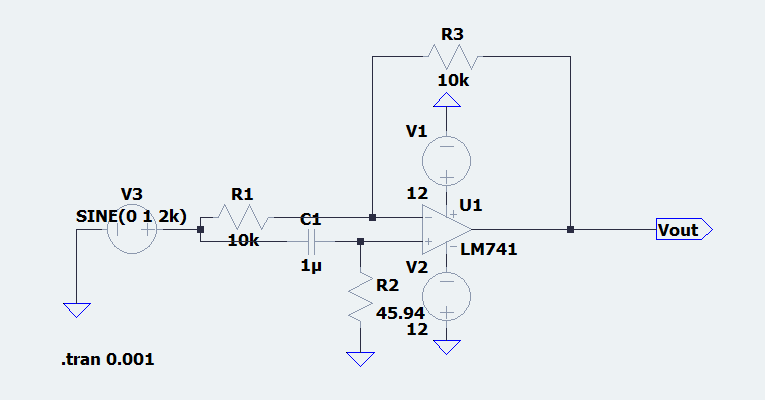 R3
10k
V1
12
U1
V3
SINE(0 1 2k)
R1
10k
C1
1µ
Vout
LM741
V2
12
R2
45.94
.tran 0.001